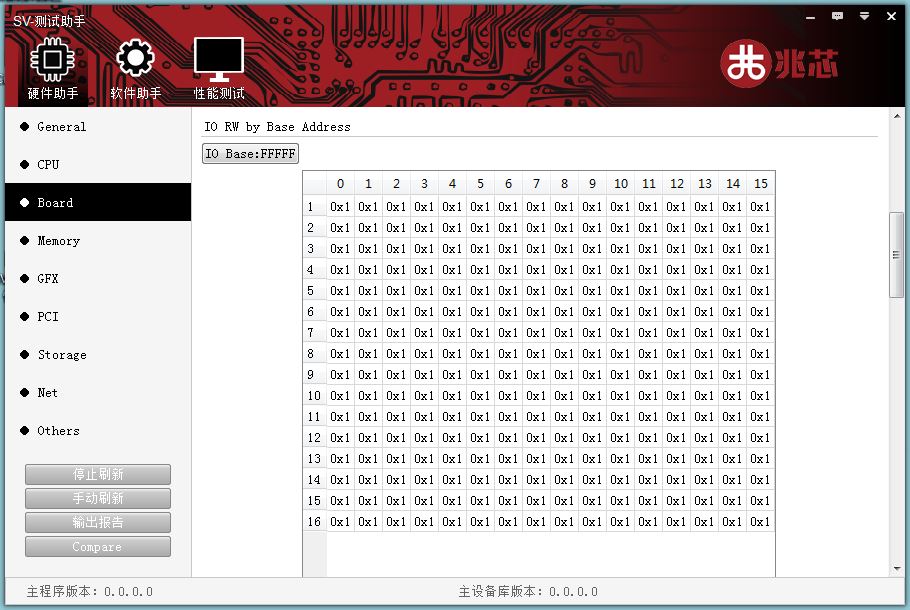 SV-测试助手
硬件助手 软件助手 性能测试 兆芯
General
CPU
Board
Memory
GFX
PCI
Storage
Net
Others
停止刷新
手动刷新
输出报告
Compare
IO RW by Base Address
IO Base:FFFFF
0 1 2 3 4 5 6 7 8 9 10 11 12 13 14 15
1 0x1 0x1 0x1 0x1 0x1 0x1 0x1 0x1 0x1 0x1 0x1 0x1 0x1 0x1 0x1 0x1
2 0x1 0x1 0x1 0x1 0x1 0x1 0x1 0x1 0x1 0x1 0x1 0x1 0x1 0x1 0x1 0x1
3 0x1 0x1 0x1 0x1 0x1 0x1 0x1 0x1 0x1 0x1 0x1 0x1 0x1 0x1 0x1 0x1
4 0x1 0x1 0x1 0x1 0x1 0x1 0x1 0x1 0x1 0x1 0x1 0x1 0x1 0x1 0x1 0x1
5 0x1 0x1 0x1 0x1 0x1 0x1 0x1 0x1 0x1 0x1 0x1 0x1 0x1 0x1 0x1 0x1
6 0x1 0x1 0x1 0x1 0x1 0x1 0x1 0x1 0x1 0x1 0x1 0x1 0x1 0x1 0x1 0x1
7 0x1 0x1 0x1 0x1 0x1 0x1 0x1 0x1 0x1 0x1 0x1 0x1 0x1 0x1 0x1 0x1
8 0x1 0x1 0x1 0x1 0x1 0x1 0x1 0x1 0x1 0x1 0x1 0x1 0x1 0x1 0x1 0x1
9 0x1 0x1 0x1 0x1 0x1 0x1 0x1 0x1 0x1 0x1 0x1 0x1 0x1 0x1 0x1 0x1
10 0x1 0x1 0x1 0x1 0x1 0x1 0x1 0x1 0x1 0x1 0x1 0x1 0x1 0x1 0x1 0x1
11 0x1 0x1 0x1 0x1 0x1 0x1 0x1 0x1 0x1 0x1 0x1 0x1 0x1 0x1 0x1 0x1
12 0x1 0x1 0x1 0x1 0x1 0x1 0x1 0x1 0x1 0x1 0x1 0x1 0x1 0x1 0x1 0x1
13 0x1 0x1 0x1 0x1 0x1 0x1 0x1 0x1 0x1 0x1 0x1 0x1 0x1 0x1 0x1 0x1
14 0x1 0x1 0x1 0x1 0x1 0x1 0x1 0x1 0x1 0x1 0x1 0x1 0x1 0x1 0x1 0x1
15 0x1 0x1 0x1 0x1 0x1 0x1 0x1 0x1 0x1 0x1 0x1 0x1 0x1 0x1 0x1 0x1
16 0x1 0x1 0x1 0x1 0x1 0x1 0x1 0x1 0x1 0x1 0x1 0x1 0x1 0x1 0x1 0x1
主程序版本: 0.0.0.0 主设备库版本: 0.0.0.0